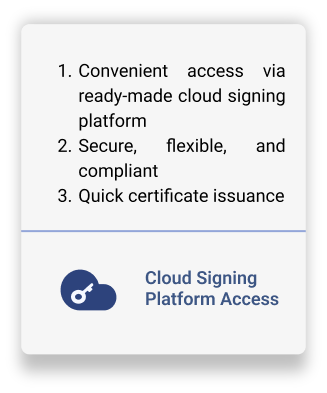 1. Convenient access via
ready-made cloud signing
platform
2. Secure, flexible, and
compliant
3. Quick certificate issuance
Cloud Signing
Platform Access